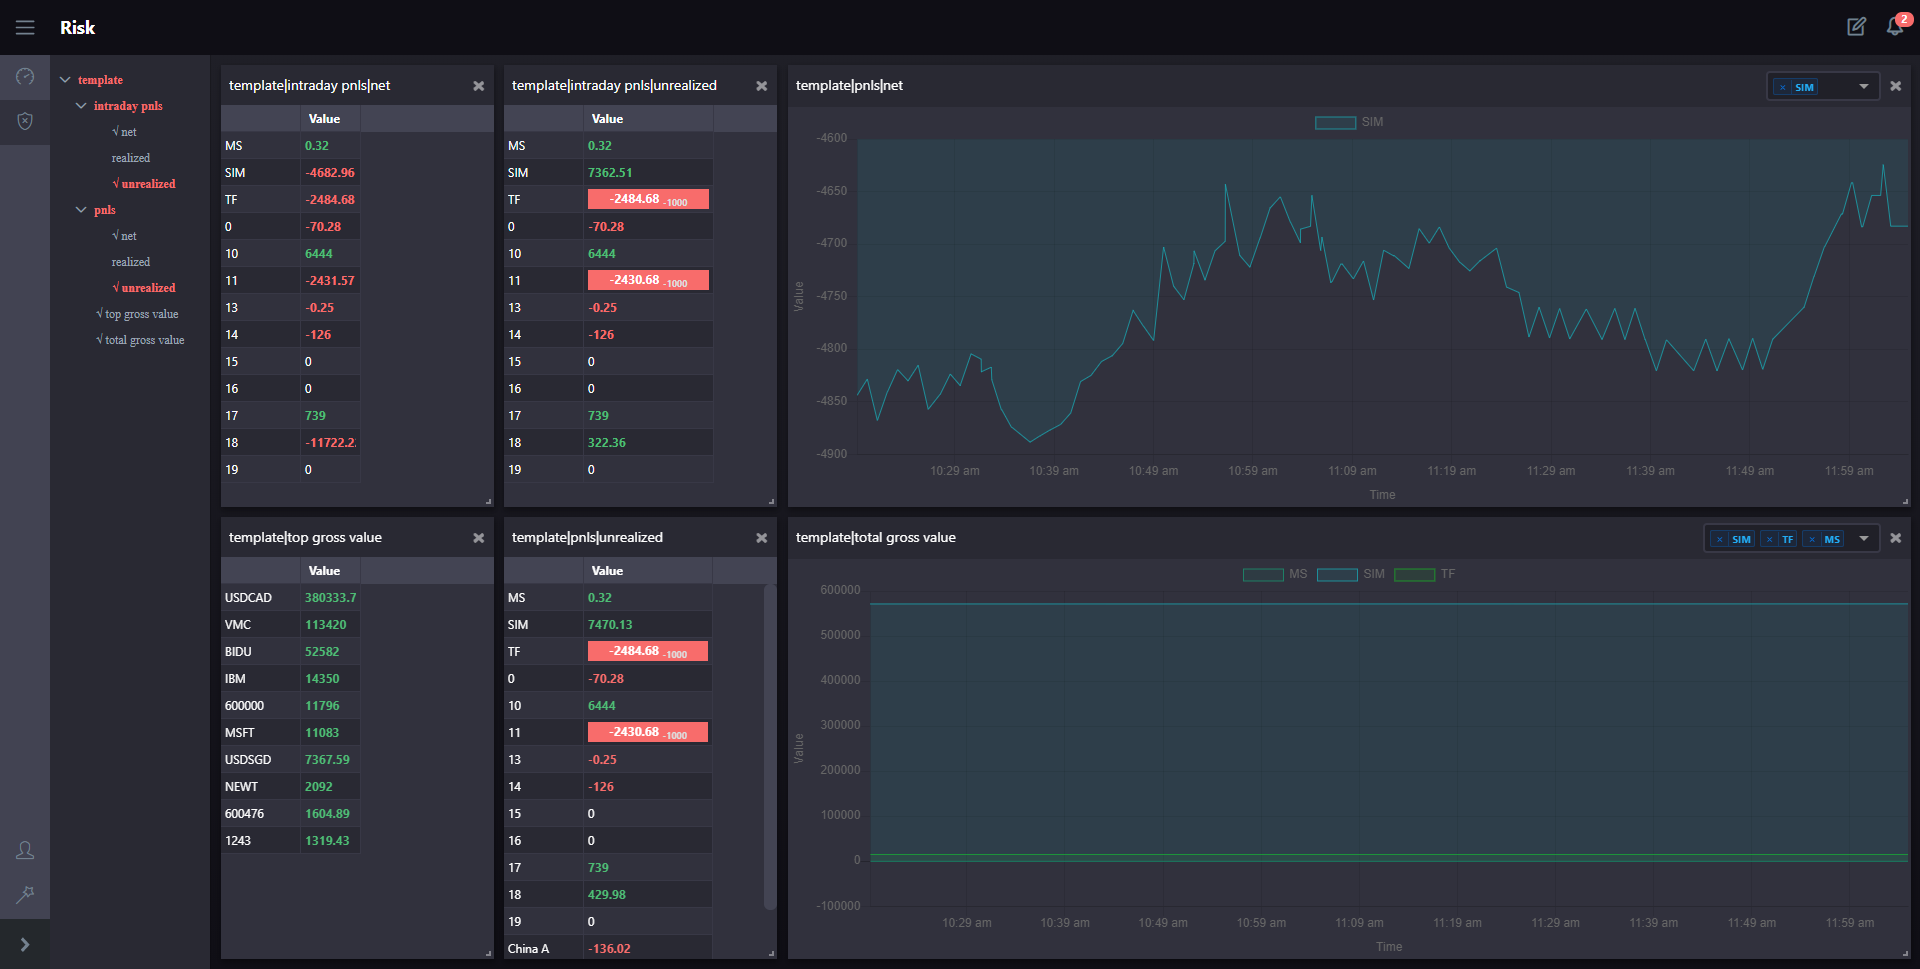 Risk
2
template
intraday pnls
√ net
realized
√ unrealized
pnls
√ net
realized
√ unrealized
√ top gross value
√ total gross value
template|intraday pnls|net
Value
MS 0.32
SIM -4682.96
TF -2484.68
0 -70.28
10 6444
11 -2431.57
13 -0.25
14 -126
15 0
16 0
17 739
18 -11722.2
19 0
template|intraday pnls|unrealized
Value
MS 0.32
SIM 7362.51
TF -2484.68 -1000
0 -70.28
10 6444
11 -2430.68 -1000
13 -0.25
14 -126
15 0
16 0
17 739
18 322.36
19 0
template|pnls|net
× SIM
SIM
-4600
-4650
-4700
-4750
-4800
-4850
-4900
Value
10:29 am 10:39 am 10:49 am 10:59 am 11:09 am 11:19 am 11:29 am 11:39 am 11:49 am 11:59 am
Time
template|top gross value
Value
USDCAD 380333.7
VMC 113420
BIDU 52582
IBM 14350
600000 11796
MSFT 11083
USDSGD 7367.59
NEWT 2092
600476 1604.89
1243 1319.43
template|pnls|unrealized
Value
MS 0.32
SIM 7470.13
TF -2484.68 -1000
0 -70.28
10 6444
11 -2430.68 -1000
13 -0.25
14 -126
15 0
16 0
17 739
18 429.98
19 0
China A -136.02
template|total gross value
× SIM × TF × MS
MS SIM TF
600000
500000
400000
300000
200000
100000
0
-100000
Value
10:29 am 10:39 am 10:49 am 10:59 am 11:09 am 11:19 am 11:29 am 11:39 am 11:49 am 11:59 am
Time